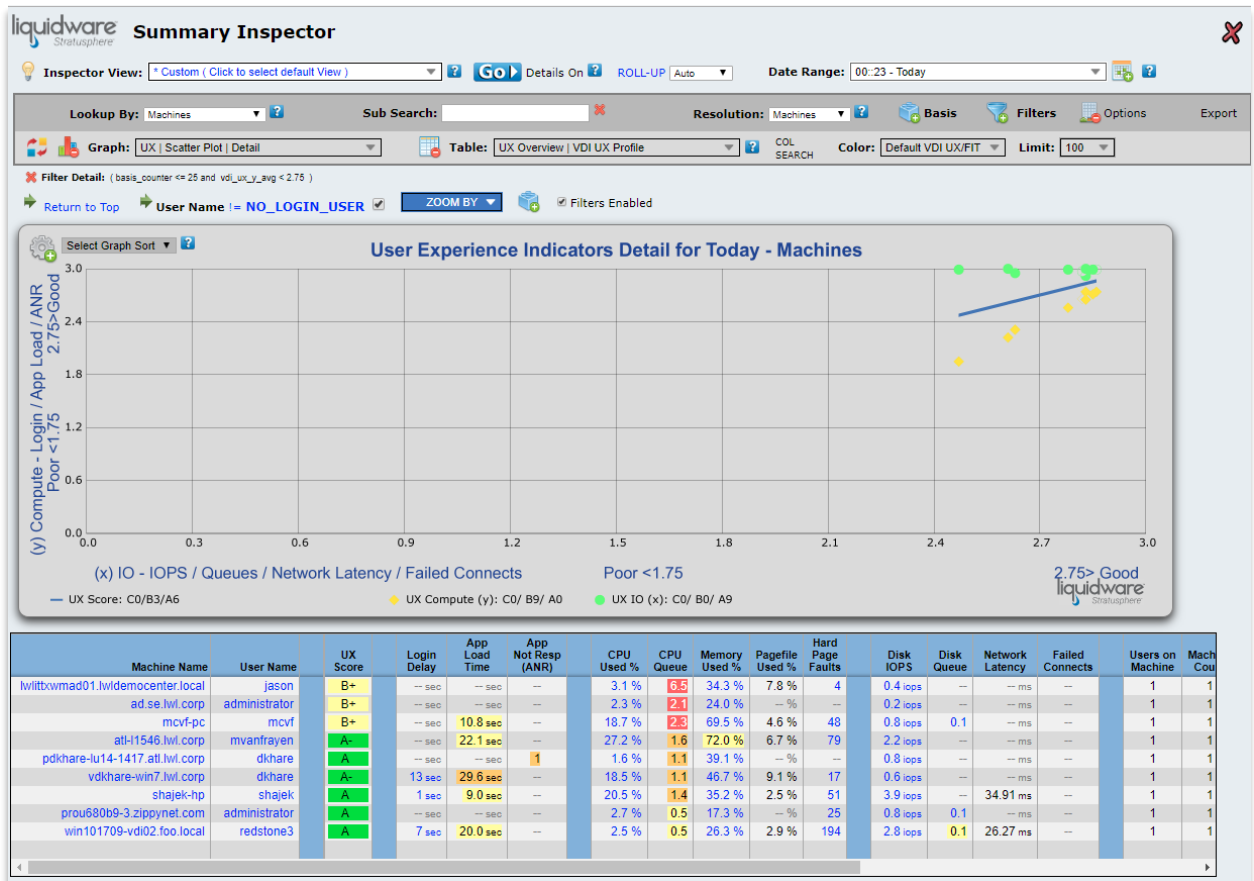 liquidware Stratusphere Summary Inspector
Inspector View: * Custom ( Click to select default View ) ? Go Details On ? ROLL-UP Auto Date Range: 00::23 - Today ?
Lookup By: Machines ? Sub Search: Resolution: Machines ? Basis Filters Options Export
Graph: UX | Scatter Plot | Detail Table: UX Overview | VDI UX Profile ? COL SEARCH Color: Default VDI UX/FIT Limit: 100
Filter Detail: ( basis_counter <= 25 and vdi_ux_y_avg < 2.75 )
Return to Top User Name != NO_LOGIN_USER ZOOM BY Filters Enabled
Select Graph Sort ? User Experience Indicators Detail for Today - Machines
(y) Compute - Login / App Load / ANR
Poor <1.75 2.75>Good
3.0
2.4
1.8
1.2
0.6
0.0
0.0 0.3 0.6 0.9 1.2 1.5 1.8 2.1 2.4 2.7 3.0
(x) IO - IOPS / Queues / Network Latency / Failed Connects Poor <1.75 2.75> Good
liquidware Stratusphere
UX Score: C0/B3/A6 UX Compute (y): C0/ B9/ A0 UX IO (x): C0/ B0/ A9
Machine Name User Name UX Score Login Delay App Load Time App Not Resp (ANR) CPU Used % CPU Queue Memory Used % Pagefile Used % Hard Page Faults Disk IOPS Disk Queue Network Latency Failed Connects Users on Machine Mach Cou
lwlittxwmad01.lwldemocenter.local jason B+ -- sec -- sec -- 3.1 % 6.5 34.3 % 7.8 % 4 0.4 iops -- -- ms -- 1 1
ad.se.lwl.corp administrator B+ -- sec -- sec -- 2.3 % 2.1 24.0 % -- % -- 0.2 iops -- -- ms -- 1 1
mcvf-pc mcvf B+ -- sec 10.8 sec -- 18.7 % 2.3 69.5 % 4.6 % 48 0.8 iops 0.1 -- ms -- 1 1
atl-l1546.lwl.corp mvanfrayen A- -- sec 22.1 sec -- 27.2 % 1.6 72.0 % 6.7 % 79 2.2 iops -- -- ms -- 1 1
pdkhare-lu14-1417.atl.lwl.corp dkhare A -- sec -- sec 1 1.6 % 1.1 39.1 % -- % -- 0.8 iops -- -- ms -- 1 1
vdkhare-win7.lwl.corp dkhare A- 13 sec 29.6 sec -- 18.5 % 1.1 46.7 % 9.1 % 17 0.6 iops -- -- ms -- 1 1
shajek-hp shajek A 1 sec 9.0 sec -- 20.5 % 1.4 35.2 % 2.5 % 51 3.9 iops -- 34.91 ms -- 1 1
prou680b9-3.zippynet.com administrator A -- sec -- sec -- 2.7 % 0.5 17.3 % -- % 25 0.8 iops 0.1 -- ms -- 1 1
win101709-vdi02.foo.local redstone3 A 7 sec 20.0 sec -- 2.5 % 0.5 26.3 % 2.9 % 194 2.8 iops 0.1 26.27 ms -- 1 1